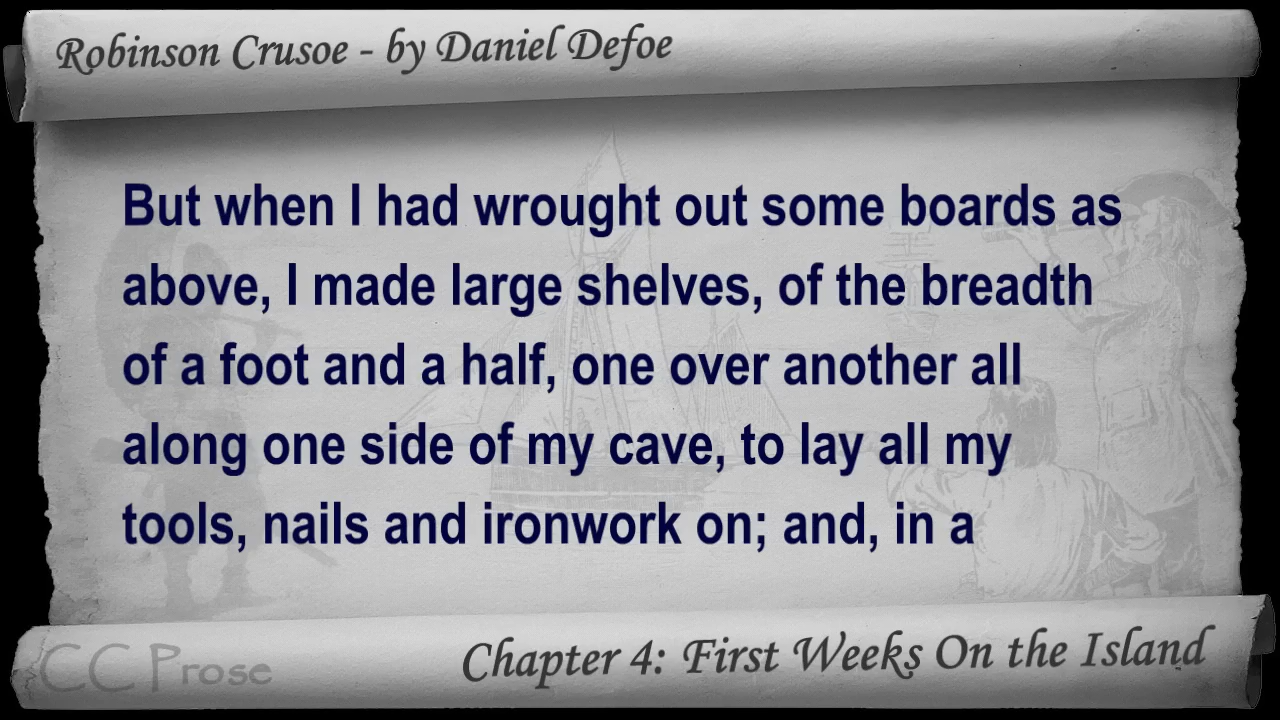 Robinson Crusoe - by Daniel Defoe
But when I had wrought out some boards as
above, I made large shelves, of the breadth
of a foot and a half, one over another all
along one side of my cave, to lay all my
tools, nails and ironwork on; and, in a
CC Prose
Chapter 4: First Weeks On the Island